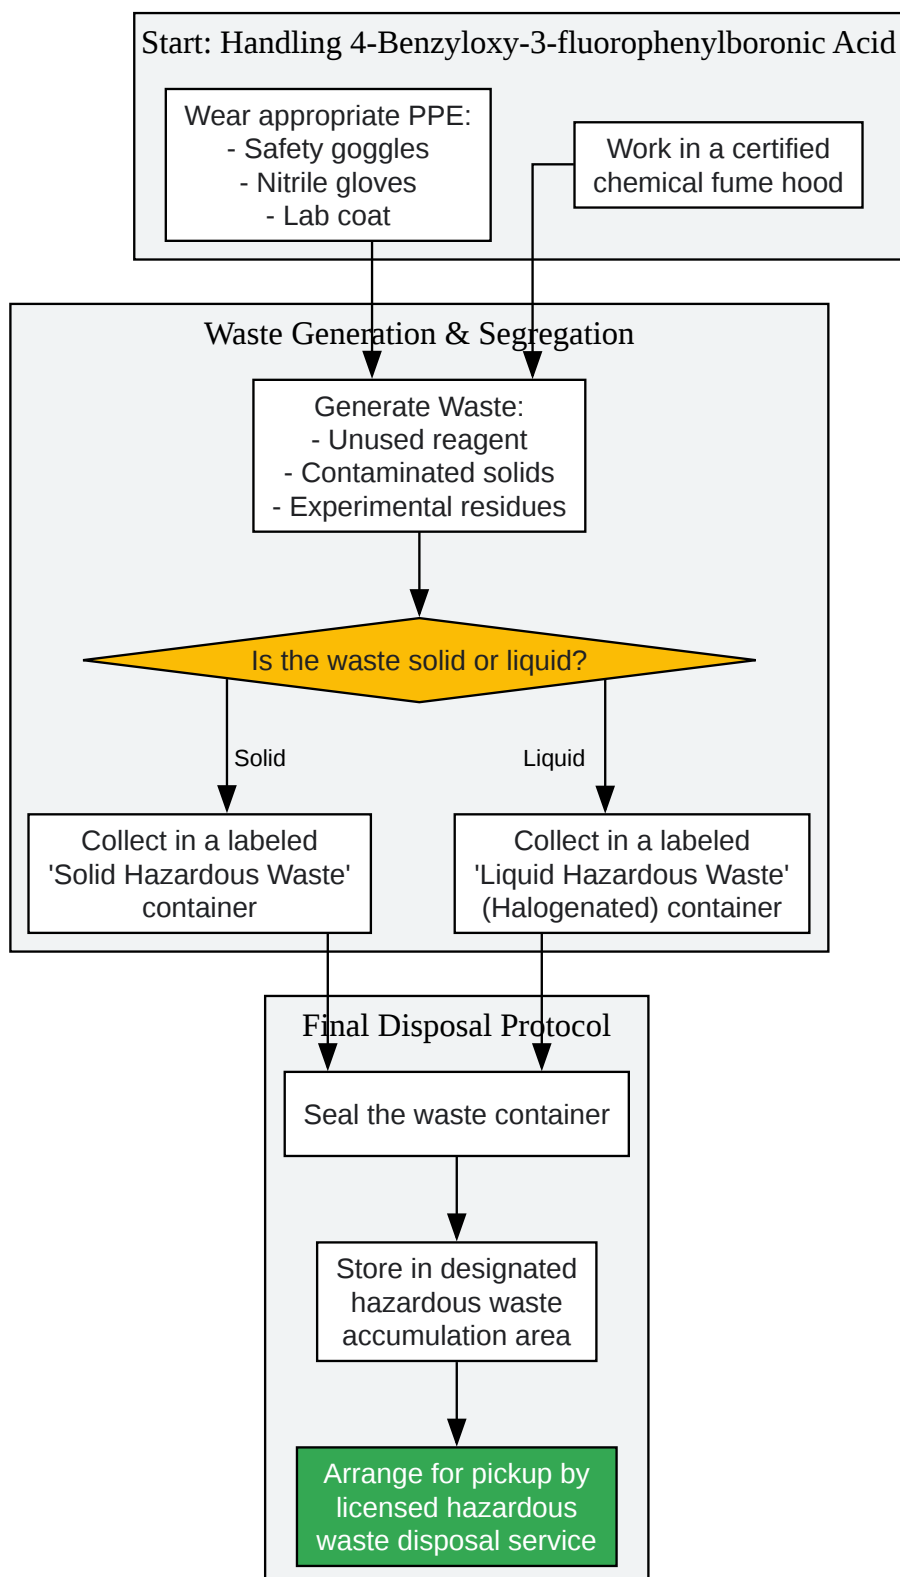 Start: Handling 4-Benzyloxy-3-fluorophenylboronic Acid
Wear appropriate PPE:
- Safety goggles
- Nitrile gloves
- Lab coat
Work in a certified
chemical fume hood
Waste Generation & Segregation
Generate Waste:
- Unused reagent
- Contaminated solids
- Experimental residues
Is the waste solid or liquid?
Solid
Liquid
Collect in a labeled
'Solid Hazardous Waste'
container
Collect in a labeled
'Liquid Hazardous Waste'
(Halogenated) container
Final Disposal Protocol
Seal the waste container
Store in designated
hazardous waste
accumulation area
Arrange for pickup by
licensed hazardous
waste disposal service